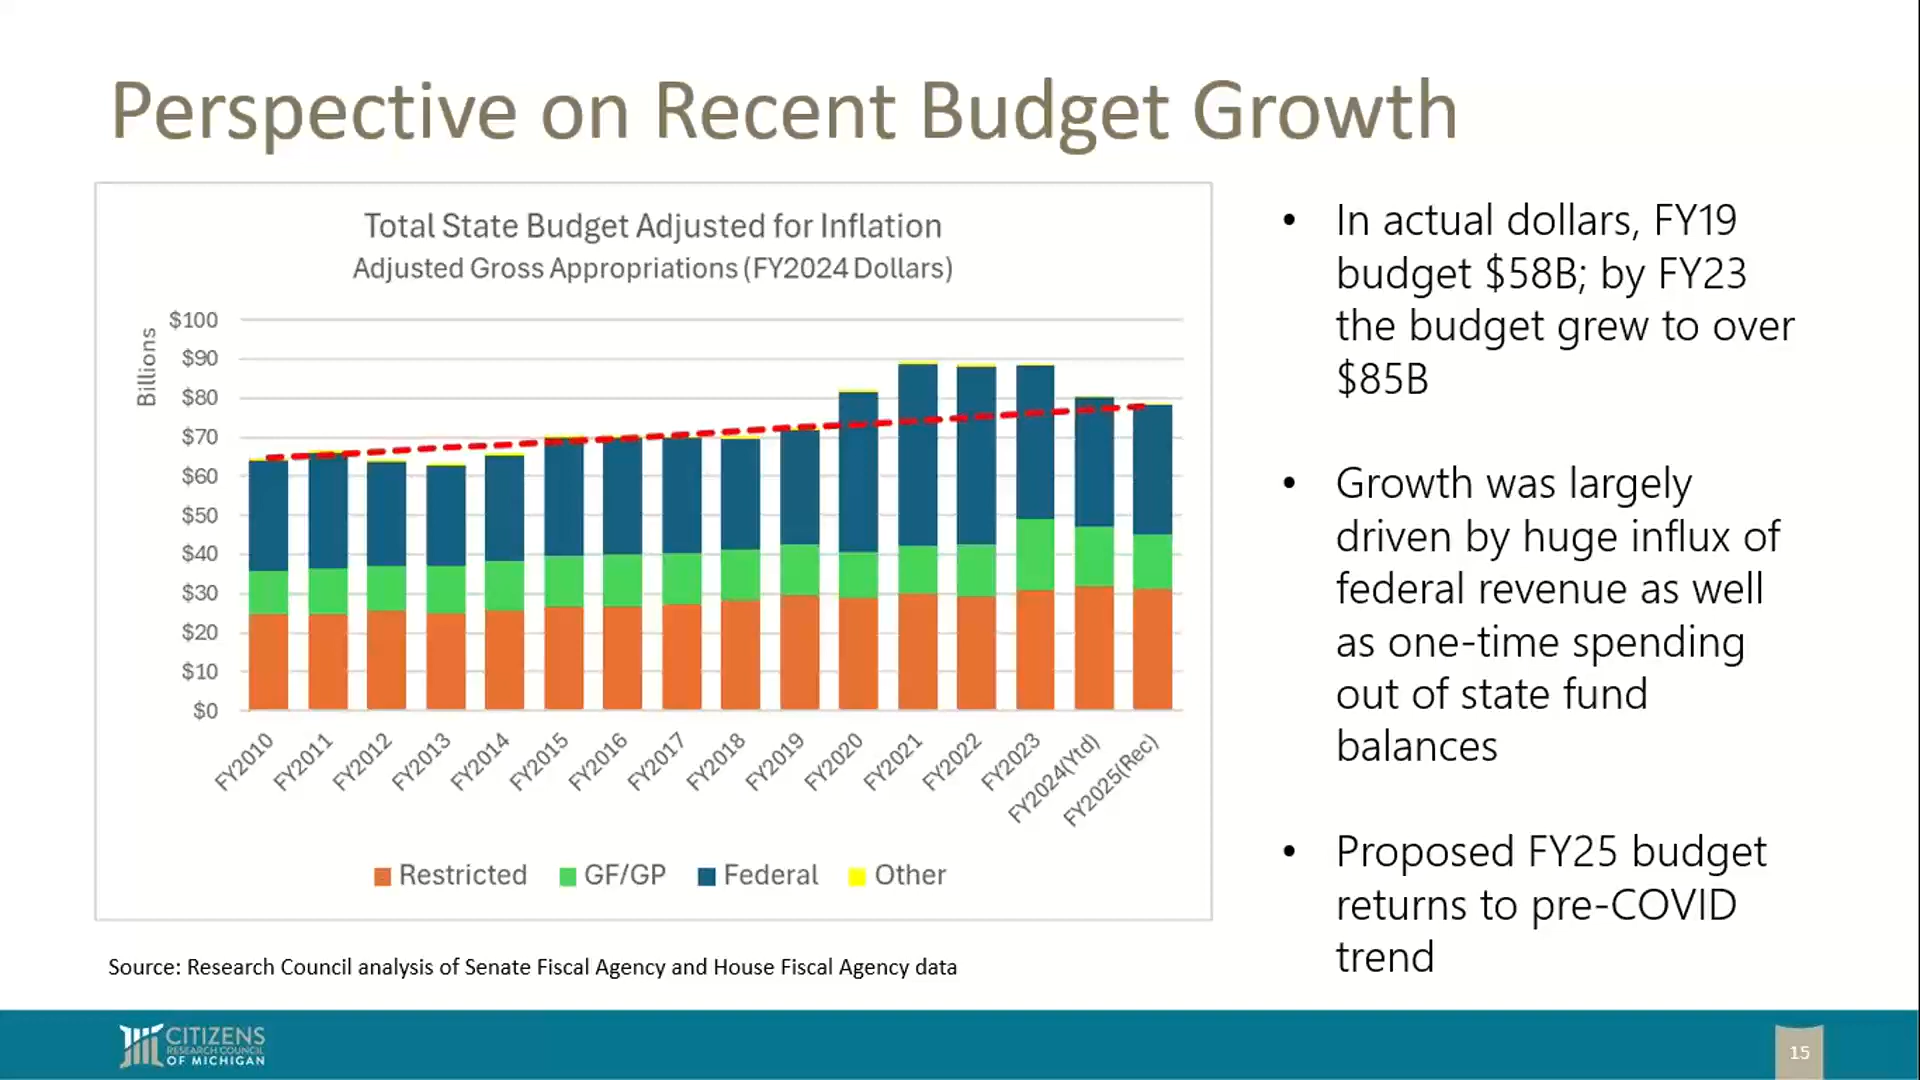 Perspective on Recent Budget Growth
Total State Budget Adjusted for Inflation
Adjusted Gross Appropriations (FY2024 Dollars)
Billions
$100
$90
$80
$70
$60
$50
$40
$30
$20
$10
$0
FY2010
FY2011
FY2012
FY2013
FY2014
FY2015
FY2016
FY2017
FY2018
FY2019
FY2020
FY2021
FY2022
FY2023
FY2024(Ytd)
FY2025(Rec)
Restricted GF/GP Federal Other
• In actual dollars, FY19
budget $58B; by FY23
the budget grew to over
$85B
• Growth was largely
driven by huge influx of
federal revenue as well
as one-time spending
out of state fund
balances
• Proposed FY25 budget
returns to pre-COVID
trend
Source: Research Council analysis of Senate Fiscal Agency and House Fiscal Agency data
CITIZENS
RESEARCH COUNCIL
OF MICHIGAN
15